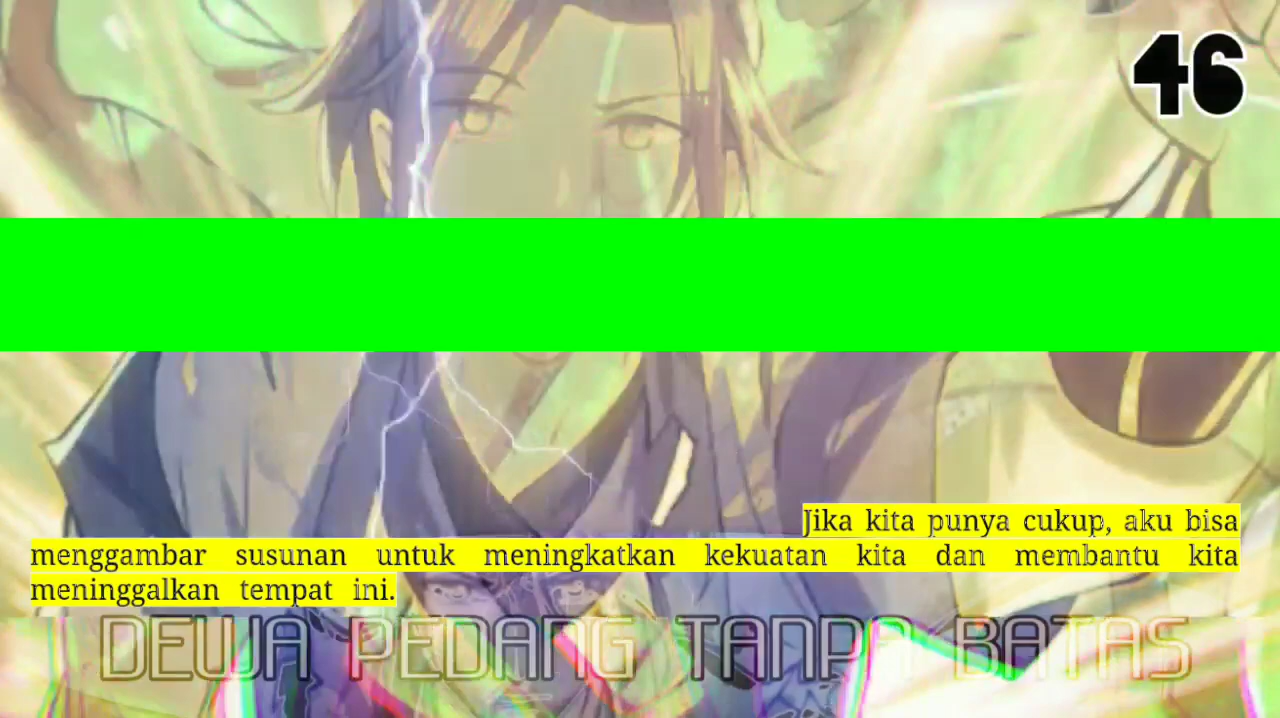 46
Jika kita punya cukup, aku bisa
menggambar susunan untuk meningkatkan kekuatan kita dan membantu kita
meninggalkan tempat ini.
DEWA PEDANG TANPA BATAS